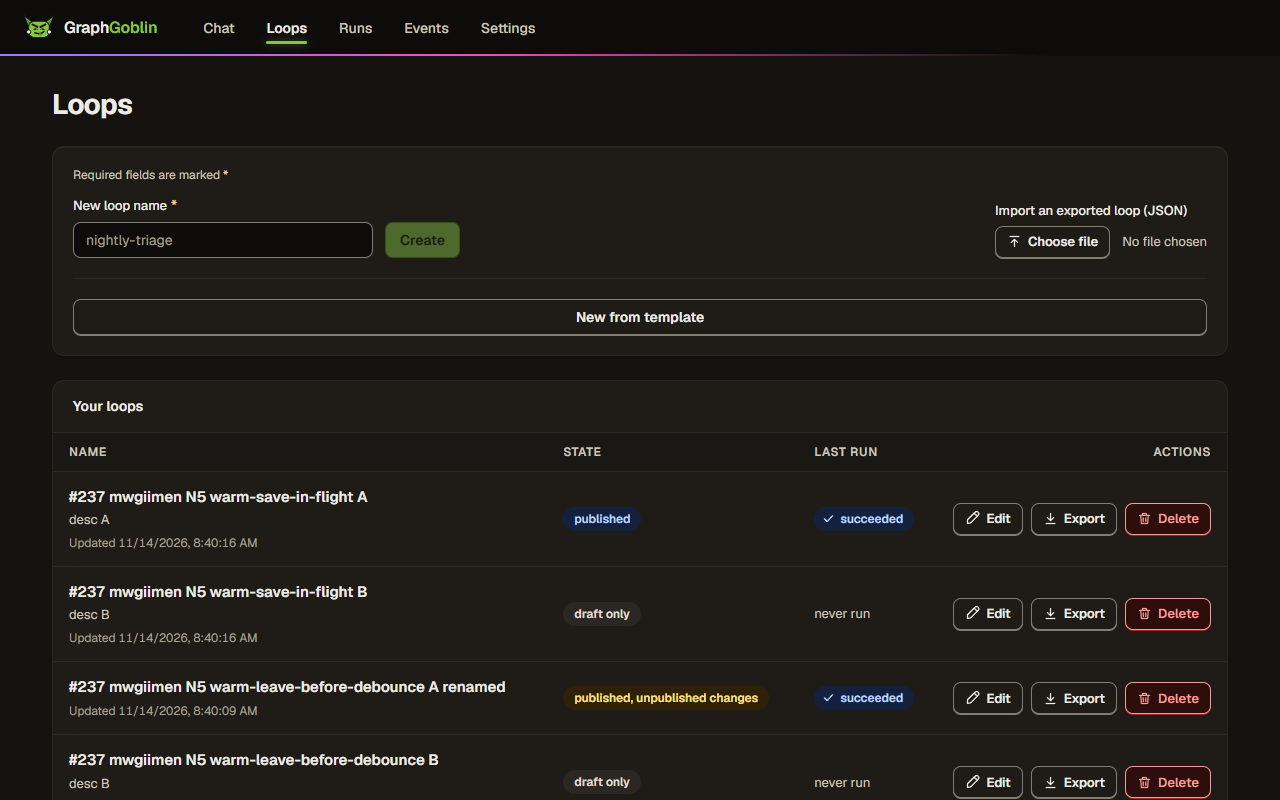 GraphGoblin Chat Loops Runs Events Settings
Loops
Required fields are marked *
New loop name *
nightly-triage Create
Import an exported loop (JSON)
Choose file No file chosen
New from template
Your loops
NAME STATE LAST RUN ACTIONS
#237 mwgiimen N5 warm-save-in-flight A
desc A
Updated 11/14/2026, 8:40:16 AM
published succeeded Edit Export Delete
#237 mwgiimen N5 warm-save-in-flight B
desc B
Updated 11/14/2026, 8:40:16 AM
draft only never run Edit Export Delete
#237 mwgiimen N5 warm-leave-before-debounce A renamed
Updated 11/14/2026, 8:40:09 AM
published, unpublished changes succeeded Edit Export Delete
#237 mwgiimen N5 warm-leave-before-debounce B
desc B
draft only never run Edit Export Delete